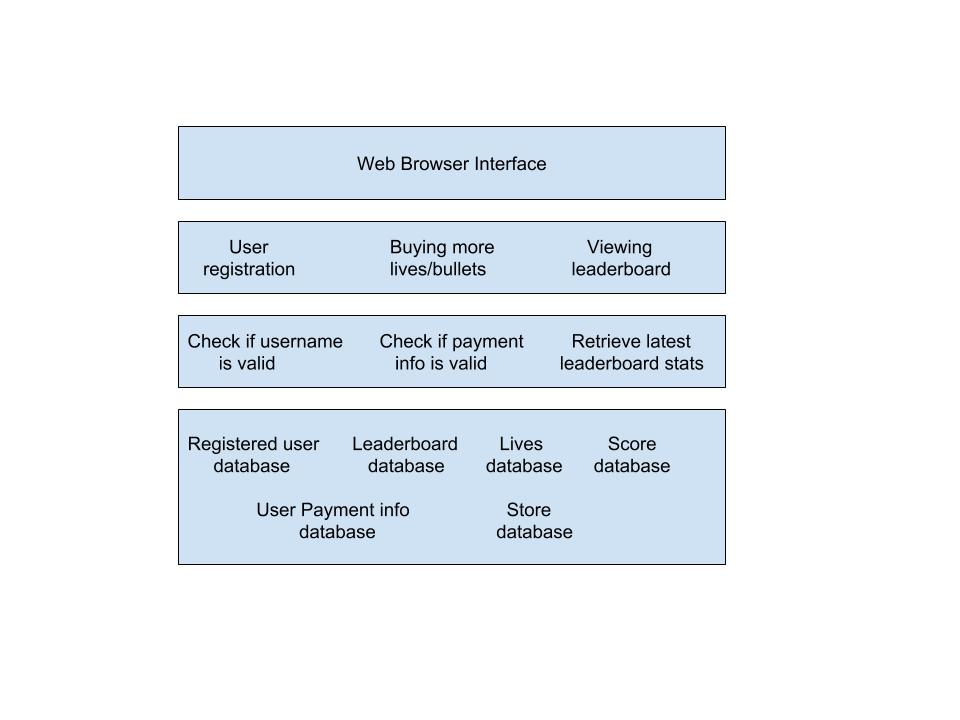 Web Browser Interface
User registration
Buying more lives/bullets
Viewing leaderboard
Check if username is valid
Check if payment info is valid
Retrieve latest leaderboard stats
Registered user database
Leaderboard database
Lives database
Score database
User Payment info database
Store database